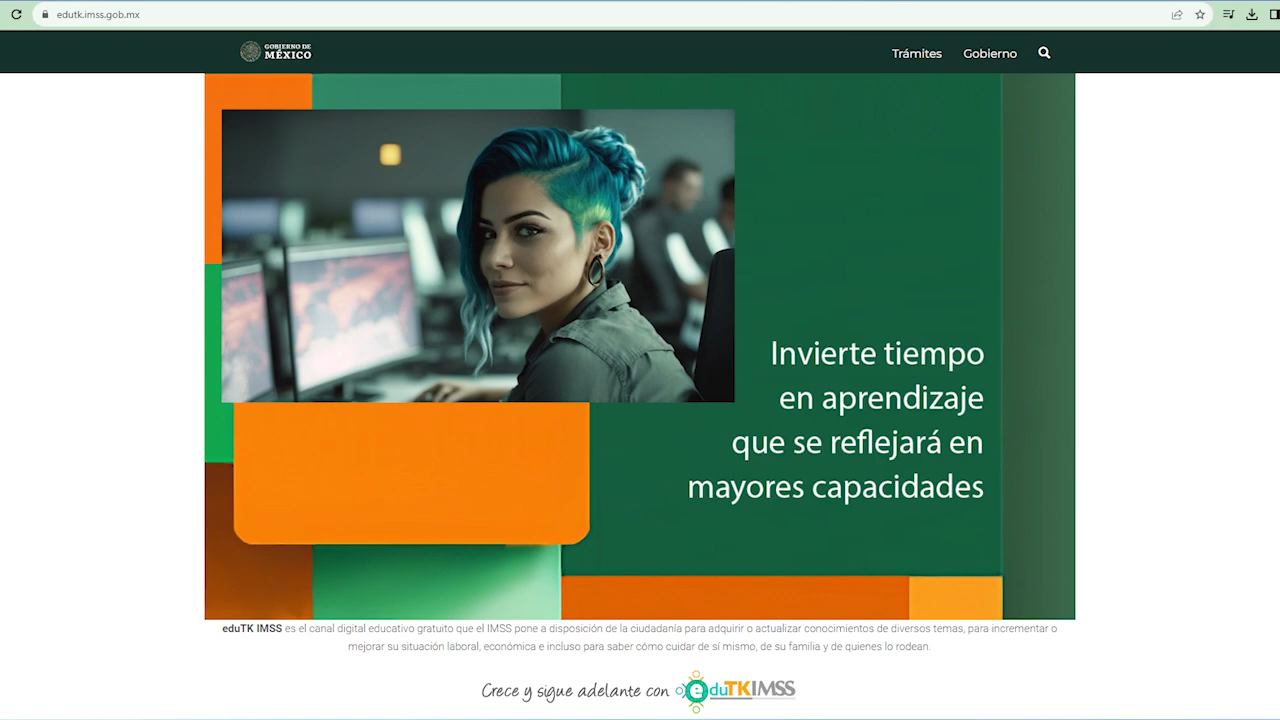 edutk.imss.gob.mx
GOBIERNO DE
MÉXICO
Trámites Gobierno
Invierte tiempo
en aprendizaje
que se reflejará en
mayores capacidades
eduTK IMSS es el canal digital educativo gratuito que el IMSS pone a disposición de la ciudadanía para adquirir o actualizar conocimientos de diversos temas, para incrementar o
mejorar su situación laboral, económica e incluso para saber cómo cuidar de sí mismo, de su familia y de quienes lo rodean.
Crece y sigue adelante con eduTKIMSS